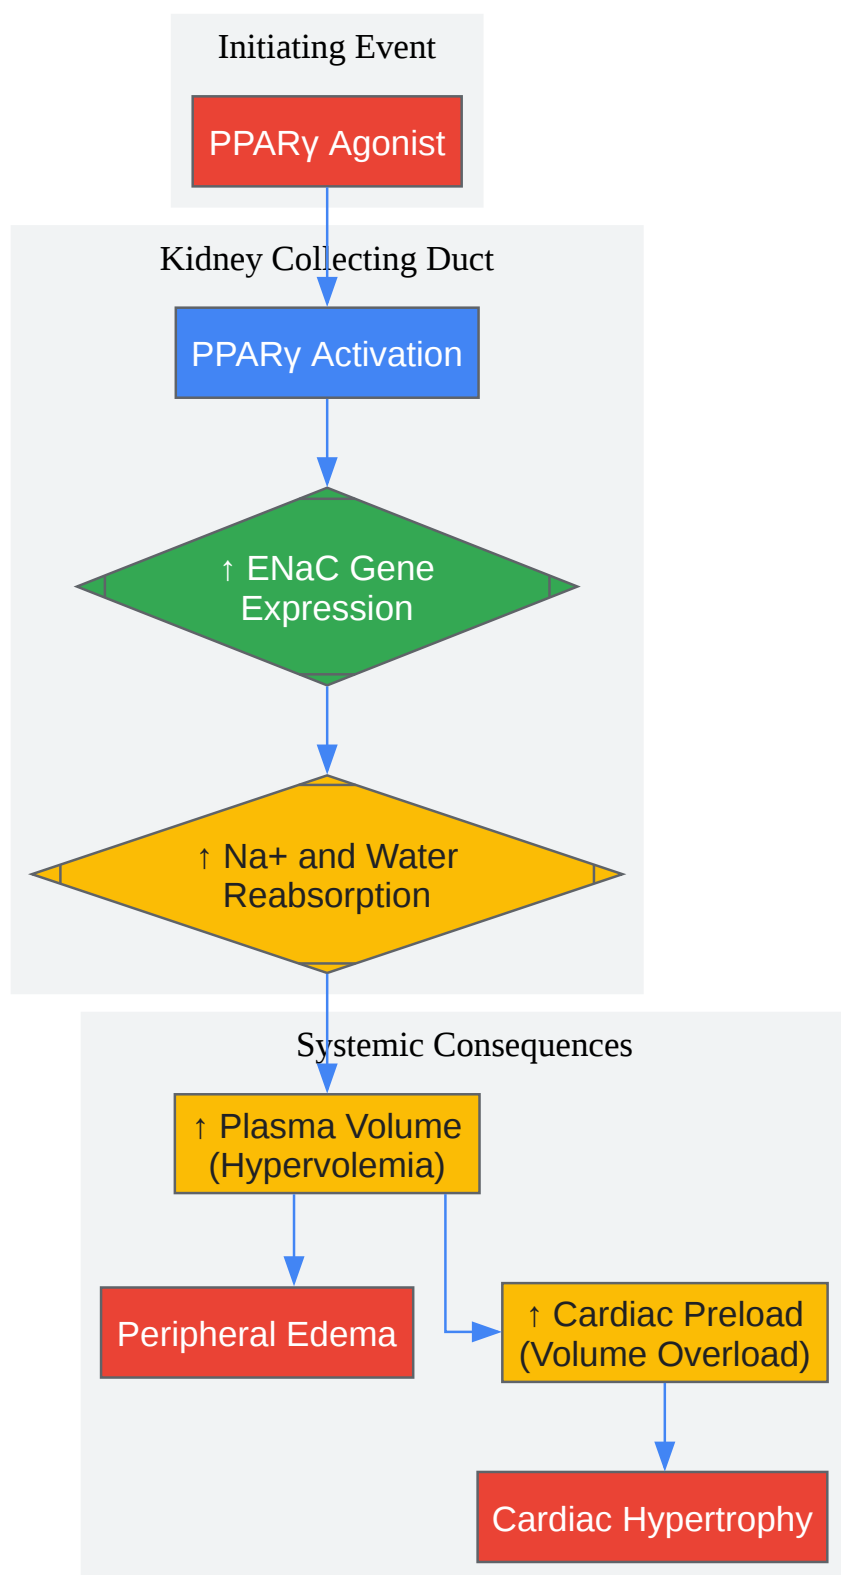 Initiating Event
PPARγ Agonist
Kidney Collecting Duct
PPARγ Activation
↑ ENaC Gene
Expression
↑ Na+ and Water
Reabsorption
Systemic Consequences
↑ Plasma Volume
(Hypervolemia)
Peripheral Edema
↑ Cardiac Preload
(Volume Overload)
Cardiac Hypertrophy